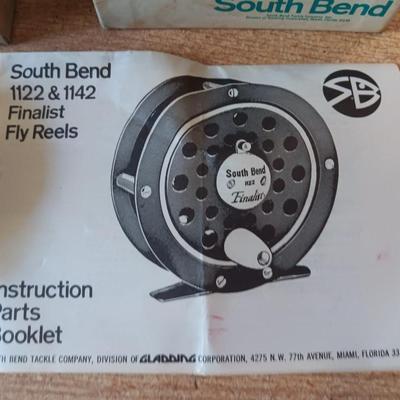 South Bend
South Bend
1122 & 1142
Finalist
Fly Reels
SB
South Bend
1122
Finalist
nstruction
Parts
Booklet
TH BEND TACKLE COMPANY, DIVISION OF GLADDING CORPORATION, 4275 N.W. 77th AVENUE, MIAMI, FLORIDA 33